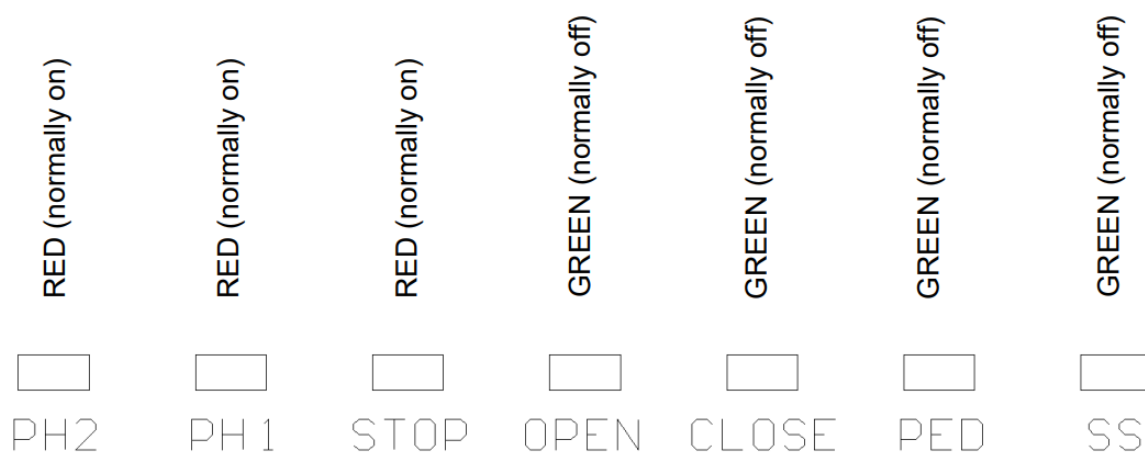 RED (normally on)
RED (normally on)
RED (normally on)
GREEN (normally off)
GREEN (normally off)
GREEN (normally off)
GREEN (normally off)
PH2
PH1
STOP
OPEN
CLOSE
PED
SS